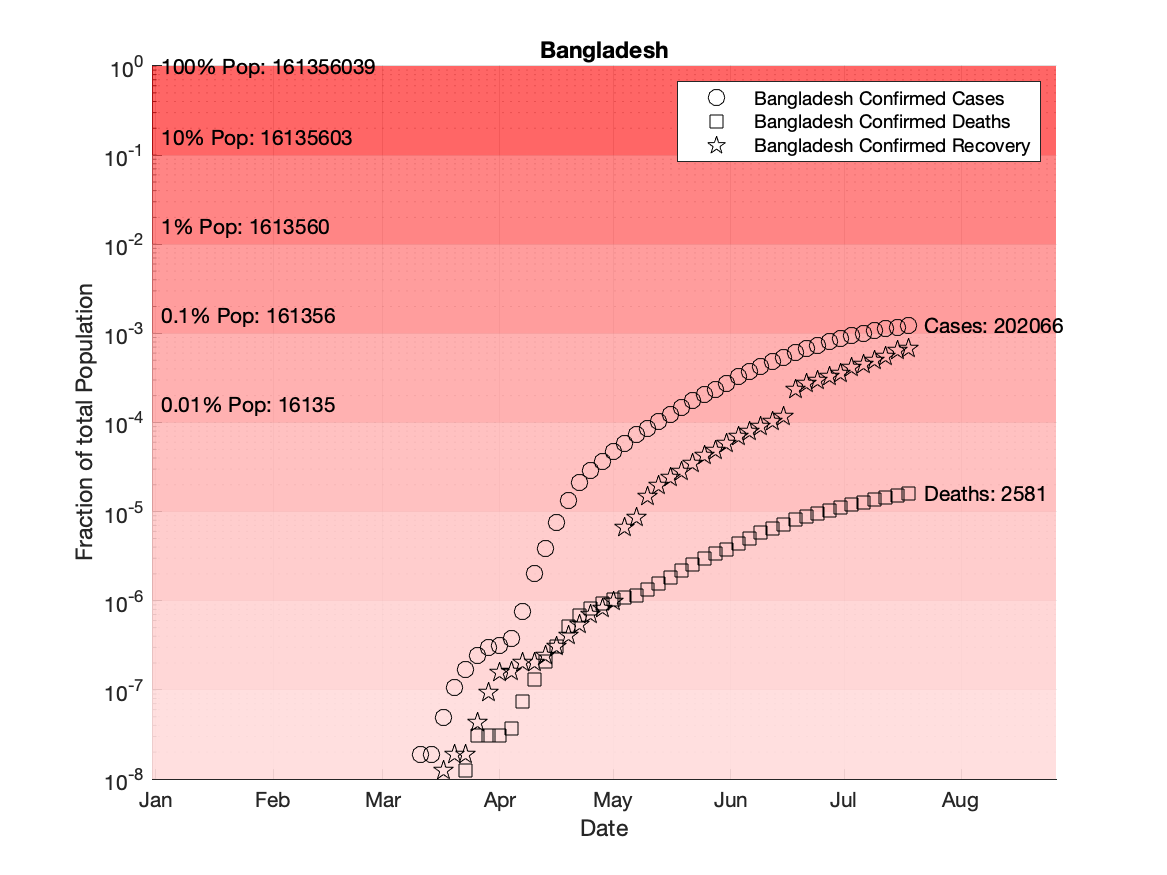 Bangladesh
10^0
10^-1
10^-2
10^-3
10^-4
10^-5
10^-6
10^-7
10^-8
100% Pop: 161356039
10% Pop: 16135603
1% Pop: 1613560
0.1% Pop: 161356
0.01% Pop: 16135
Bangladesh Confirmed Cases
Bangladesh Confirmed Deaths
Bangladesh Confirmed Recovery
Cases: 202066
Deaths: 2581
Fraction of total Population
Jan Feb Mar Apr May Jun Jul Aug
Date